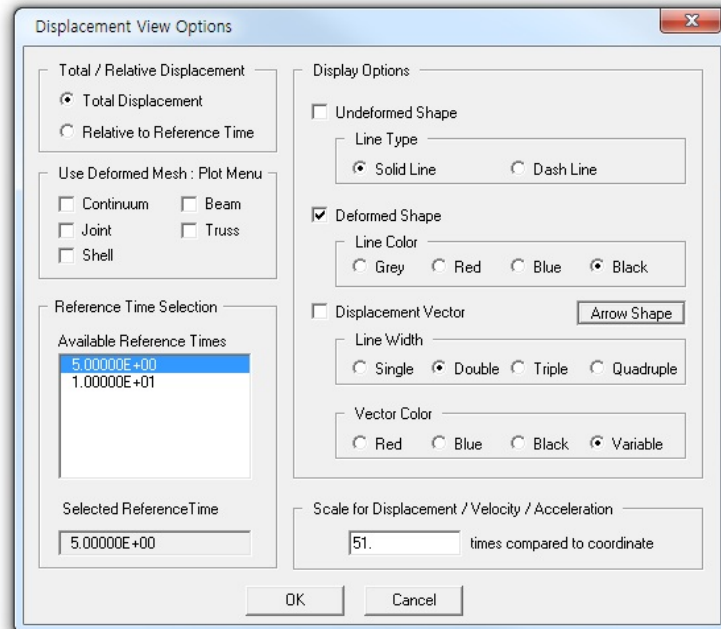 Displacement View Options
Total / Relative Displacement
Total Displacement
Relative to Reference Time
Use Deformed Mesh : Plot Menu
Continuum Beam
Joint Truss
Shell
Reference Time Selection
Available Reference Times
5.00000E+00
1.00000E+01
Selected ReferenceTime
5.00000E+00
Display Options
Undeformed Shape
Line Type
Solid Line Dash Line
Deformed Shape
Line Color
Grey Red Blue Black
Displacement Vector Arrow Shape
Line Width
Single Double Triple Quadruple
Vector Color
Red Blue Black Variable
Scale for Displacement / Velocity / Acceleration
51. times compared to coordinate
OK Cancel